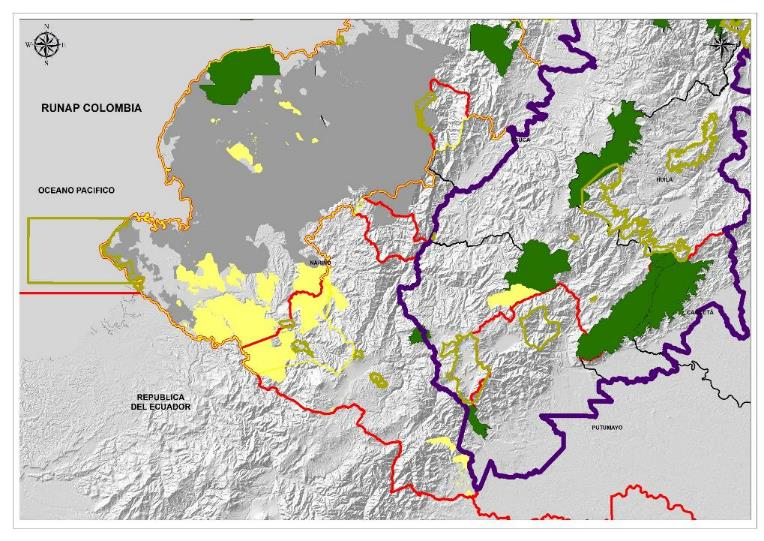 N
W E
S
RUNAP COLOMBIA
OCEANO PACIFICO
HUILA
NARIÑO
CAQUETA
REPUBLICA
DEL ECUADOR
PUTUMAYO